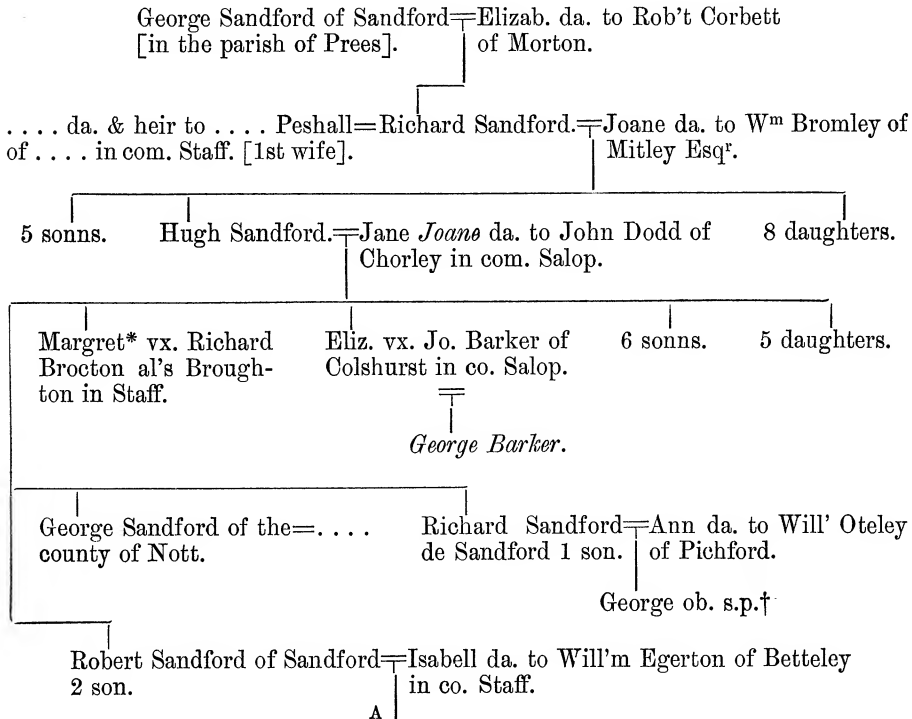 George Sandford of Sandford=Elizab. da. to Rob't Corbett
[in the parish of Prees]. of Morton.
. . . . da. & heir to . . . . Peshall=Richard Sandford.=Joane da. to Wᵐ Bromley of
of . . . . in com. Staff. [1st wife]. Mitley Esqʳ.
5 sonns. Hugh Sandford.=Jane Joane da. to John Dodd of 8 daughters.
Chorley in com. Salop.
Margret* vx. Richard Eliz. vx. Jo. Barker of 6 sonns. 5 daughters.
Brocton al's Brough- Colshurst in co. Salop.
ton in Staff.
George Barker.
George Sandford of the=. . . . Richard Sandford=Ann da. to Will' Oteley
county of Nott. de Sandford 1 son. of Pichford.
George ob. s.p.†
Robert Sandford of Sandford=Isabell da. to Will'm Egerton of Betteley
2 son. in co. Staff.
A